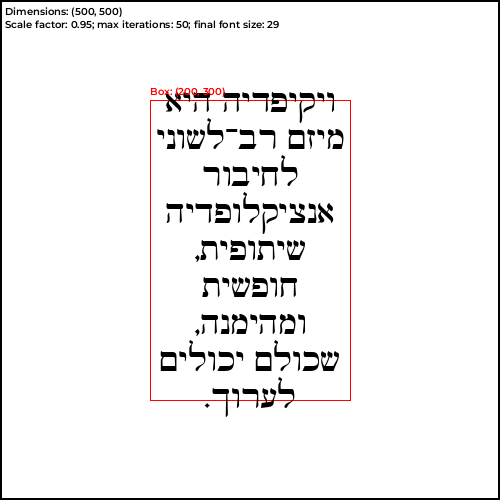 Dimensions: (500, 500)
Scale factor: 0.95; max iterations: 50; final font size: 29
Box: (200, 300)
ויקיפדיה היא
מיזם רב־לשוני
לחיבור
אנציקלופדיה
שיתופית,
חופשית
ומהימנה,
שכולם יכולים
לערוך.